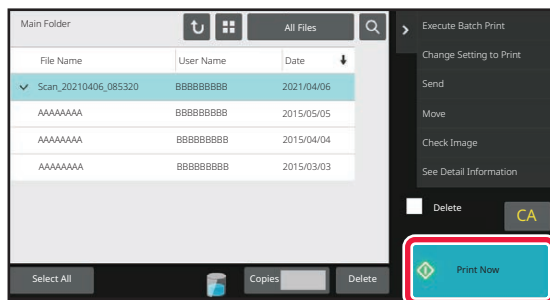 Main Folder
All Files
File Name User Name Date
Scan_20210406_085320 BBBBBBBBB 2021/04/06
AAAAAAAA BBBBBBBBB 2015/05/05
AAAAAAAA BBBBBBBBB 2015/04/04
AAAAAAAA BBBBBBBBB 2015/03/03
Select All
Copies
Delete
Execute Batch Print
Change Setting to Print
Send
Move
Check Image
See Detail Information
Delete
CA
Print Now